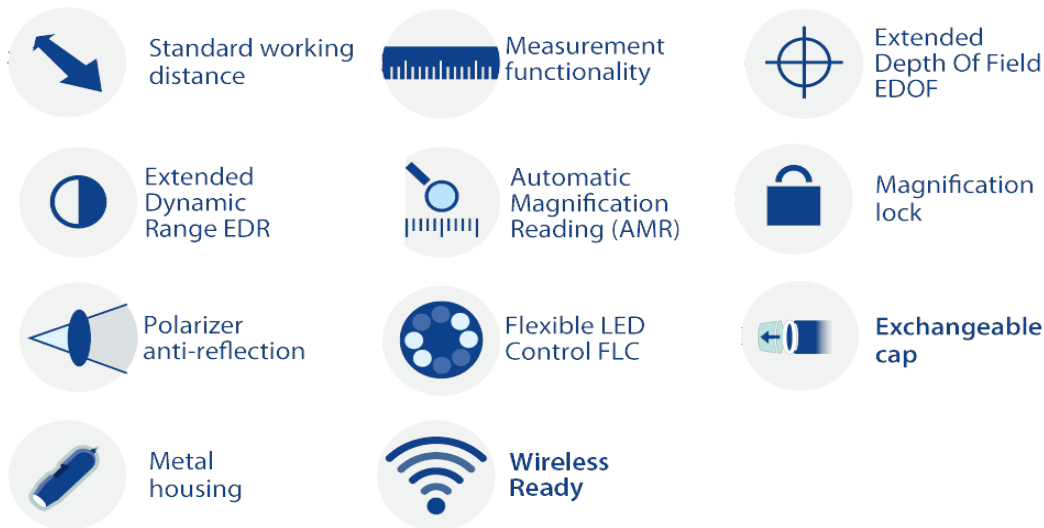 Standard working
distance
Measurement
functionality
Extended
Depth Of Field
EDOF
Extended
Dynamic
Range EDR
Automatic
Magnification
Reading (AMR)
Magnification
lock
Polarizer
anti-reflection
Flexible LED
Control FLC
Exchangeable
cap
Metal
housing
Wireless
Ready